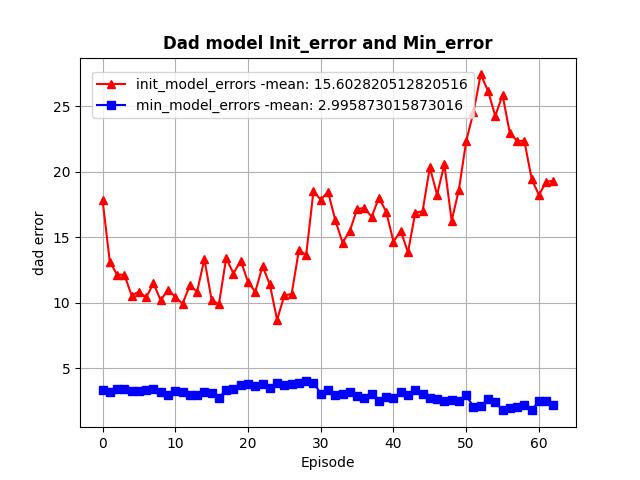 Dad model Init_error and Min_error
init_model_errors -mean: 15.602820512820516
min_model_errors -mean: 2.995873015873016
25
20
15
10
5
dad error
0 10 20 30 40 50 60
Episode